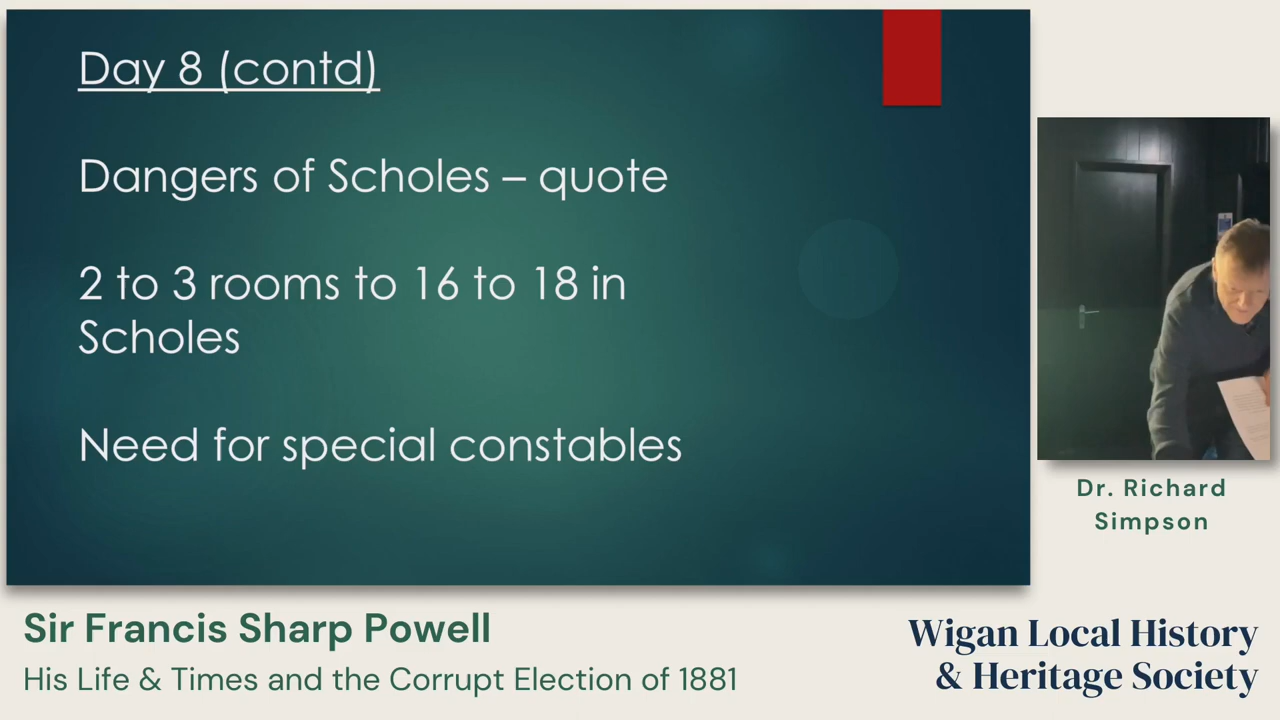 Day 8 (contd)
Dangers of Scholes – quote
2 to 3 rooms to 16 to 18 in
Scholes
Need for special constables
Dr. Richard
Simpson
Sir Francis Sharp Powell
His Life & Times and the Corrupt Election of 1881
Wigan Local History
& Heritage Society